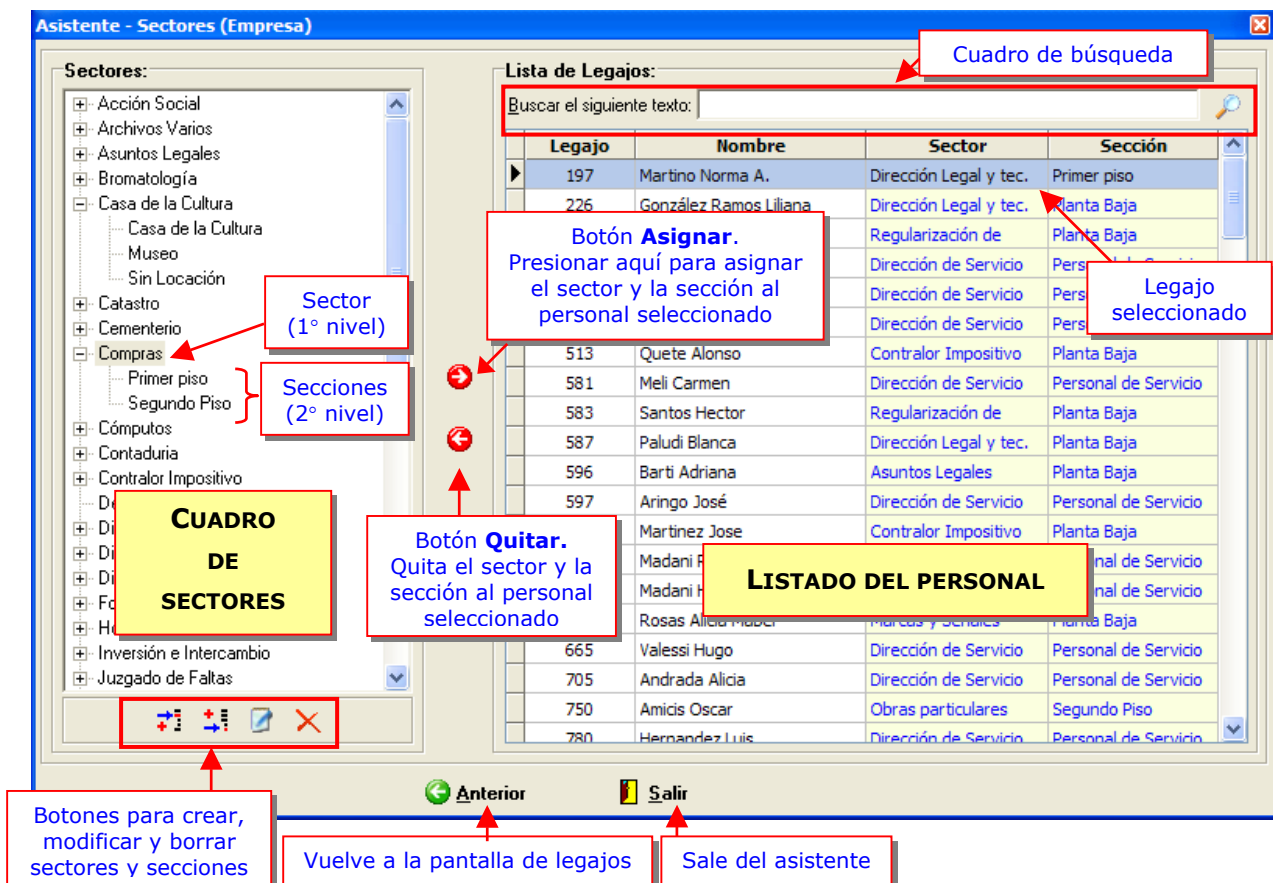 Asistente - Sectores (Empresa)
Cuadro de búsqueda
Sectores:
Acción Social
Archivos Varios
Asuntos Legales
Bromatología
Casa de la Cultura
Casa de la Cultura
Museo
Sin Locación
Catastro
Cementerio
Compras
Primer piso
Segundo Piso
Cómputos
Contaduria
Contralor Impositivo
Inversión e Intercambio
Juzgado de Faltas
Sector
(1° nivel)
Secciones
(2° nivel)
CUADRO
DE
SECTORES
Botón Asignar.
Presionar aquí para asignar
el sector y la sección al
personal seleccionado
Botón Quitar.
Quita el sector y la
sección al personal
seleccionado
Lista de Legajos:
Buscar el siguiente texto:
Legajo Nombre Sector Sección
197 Martino Norma A. Dirección Legal y tec. Primer piso
226 González Ramos Liliana Dirección Legal y tec. Planta Baja
Regularización de Planta Baja
Dirección de Servicio
Dirección de Servicio
Dirección de Servicio
513 Quete Alonso Contralor Impositivo Planta Baja
581 Meli Carmen Dirección de Servicio Personal de Servicio
583 Santos Hector Regularización de Planta Baja
587 Paludi Blanca Dirección Legal y tec. Planta Baja
596 Barti Adriana Asuntos Legales Planta Baja
597 Aringo José Dirección de Servicio Personal de Servicio
Martinez Jose Contralor Impositivo Planta Baja
Madani
Madani
Rosas Alicia Mabel Marcas y Señales Planta Baja
665 Valessi Hugo Dirección de Servicio Personal de Servicio
705 Andrada Alicia Dirección de Servicio Personal de Servicio
750 Amicis Oscar Obras particulares Segundo Piso
780 Hernandez Luis Dirección de Servicio Personal de Servicio
Legajo
seleccionado
LISTADO DEL PERSONAL
Anterior
Salir
Botones para crear,
modificar y borrar
sectores y secciones
Vuelve a la pantalla de legajos
Sale del asistente